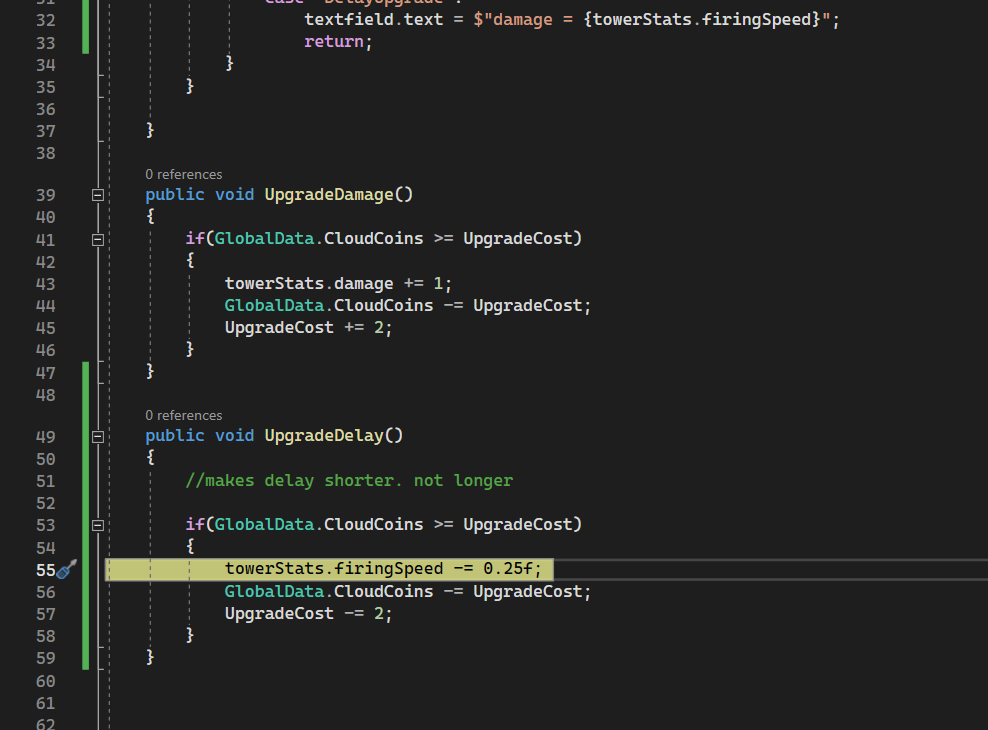 31 case "DelayUpgrade":
32 textfield.text = $"damage = {towerStats.firingSpeed}";
33 return;
34 }
35 }
36
37 }
38
0 references
39 public void UpgradeDamage()
40 {
41 if(GlobalData.CloudCoins >= UpgradeCost)
42 {
43 towerStats.damage += 1;
44 GlobalData.CloudCoins -= UpgradeCost;
45 UpgradeCost += 2;
46 }
47 }
48
0 references
49 public void UpgradeDelay()
50 {
51 //makes delay shorter. not longer
52
53 if(GlobalData.CloudCoins >= UpgradeCost)
54 {
55 towerStats.firingSpeed -= 0.25f;
56 GlobalData.CloudCoins -= UpgradeCost;
57 UpgradeCost -= 2;
58 }
59 }
60
61
62